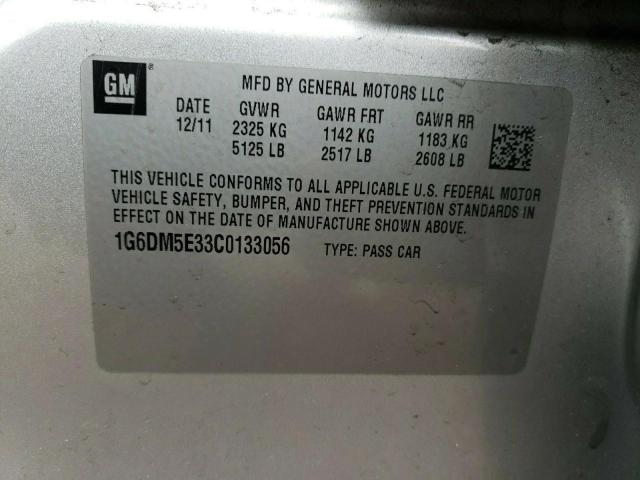 GM ®
MFD BY GENERAL MOTORS LLC
DATE GVWR GAWR FRT GAWR RR
12/11 2325 KG 1142 KG 1183 KG
5125 LB 2517 LB 2608 LB
THIS VEHICLE CONFORMS TO ALL APPLICABLE U.S. FEDERAL MOTOR
VEHICLE SAFETY, BUMPER, AND THEFT PREVENTION STANDARDS IN
EFFECT ON THE DATE OF MANUFACTURE SHOWN ABOVE.
1G6DM5E33C0133056 TYPE: PASS CAR